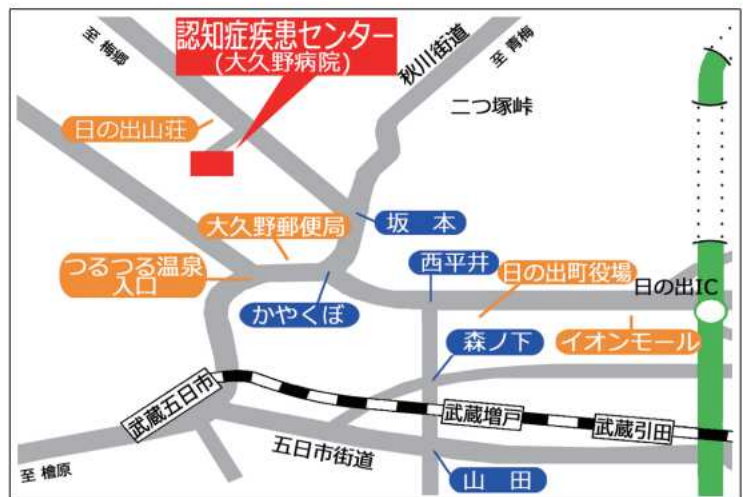 認知症疾患センター
(大久野病院)
至 梅郷
秋川街道
至 青梅
二つ塚峠
日の出山荘
大久野郵便局
坂 本
つるつる温泉
入口
西平井
日の出町役場
日の出IC
かやくぼ
森ノ下
イオンモール
武蔵五日市
武蔵増戸
武蔵引田
五日市街道
至 檜原
山 田